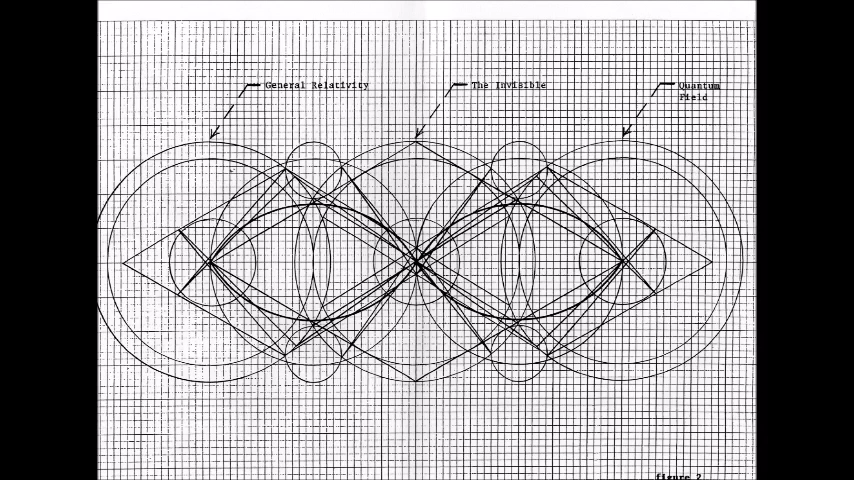 General Relativity
The Invisible
Quantum
Field
figure 2